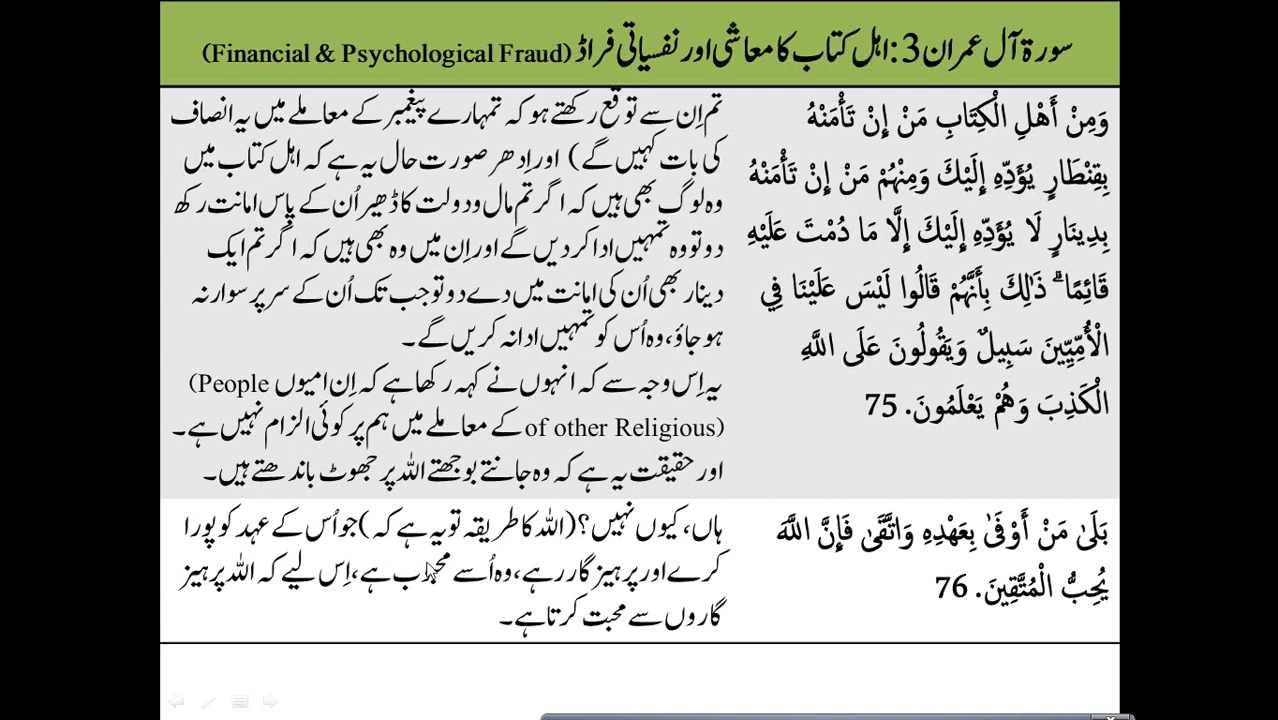 سورۃ آل عمران 3: اہل کتاب کا معاشی اور نفسیاتی فراڈ (Financial & Psychological Fraud)
وَمِنْ أَهْلِ الْكِتَابِ مَنْ إِنْ تَأْمَنْهُ
بِقِنْطَارٍ يُؤَدِّهِ إِلَيْكَ وَمِنْهُمْ مَنْ إِنْ تَأْمَنْهُ
بِدِينَارٍ لَا يُؤَدِّهِ إِلَيْكَ إِلَّا مَا دُمْتَ عَلَيْهِ
قَائِمًا ۗ ذَٰلِكَ بِأَنَّهُمْ قَالُوا لَيْسَ عَلَيْنَا فِي
الْأُمِّيِّينَ سَبِيلٌ وَيَقُولُونَ عَلَى اللَّهِ
الْكَذِبَ وَهُمْ يَعْلَمُونَ. 75
تم اِن سے توقع رکھتے ہو کہ تمہارے پیغمبر کے معاملے میں یہ انصاف
کی بات کہیں گے) اور اِدھر صورت حال یہ ہے کہ اہل کتاب میں
وہ لوگ بھی ہیں کہ اگر تم مال و دولت کا ڈھیر اُن کے پاس امانت رکھ
دو تو وہ تمہیں ادا کر دیں گے اور اِن میں وہ بھی ہیں کہ اگر تم ایک
دینار بھی اُن کی امانت میں دے دو تو جب تک اُن کے سر پر سوار نہ
ہو جاؤ، وہ اُس کو تمہیں ادا نہ کریں گے۔
یہ اِس وجہ سے کہ انہوں نے کہہ رکھا ہے کہ اِن امیوں (People
of other Religious) کے معاملے میں ہم پر کوئی الزام نہیں ہے۔
اور حقیقت یہ ہے کہ وہ جانتے بوجھتے اللہ پر جھوٹ باندھتے ہیں۔
بَلَىٰ مَنْ أَوْفَىٰ بِعَهْدِهِ وَاتَّقَىٰ فَإِنَّ اللَّهَ
يُحِبُّ الْمُتَّقِينَ. 76
ہاں، کیوں نہیں؟ (اللہ کا طریقہ تو یہ ہے کہ) جو اُس کے عہد کو پورا
کرے اور پرہیز گار رہے، وہ اُسے محبوب ہے، اِس لیے کہ اللہ پرہیز
گاروں سے محبت کرتا ہے۔